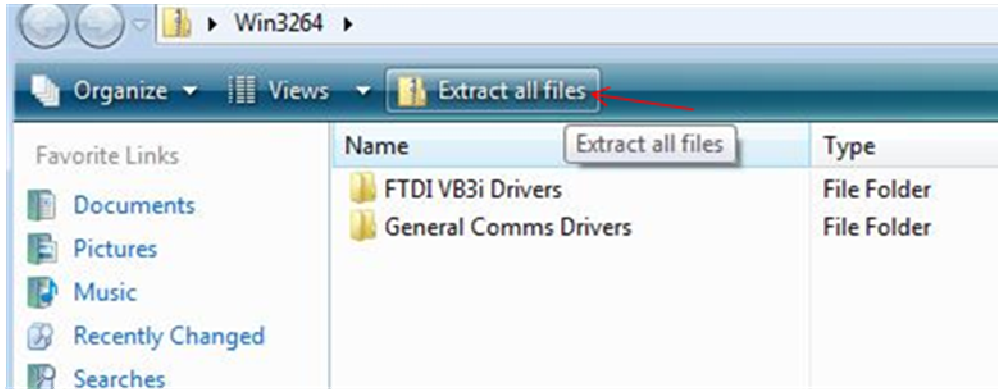 Win3264
Organize Views Extract all files
Favorite Links
Documents
Pictures
Music
Recently Changed
Searches
Name Type
Extract all files
FTDI VB3i Drivers File Folder
General Comms Drivers File Folder